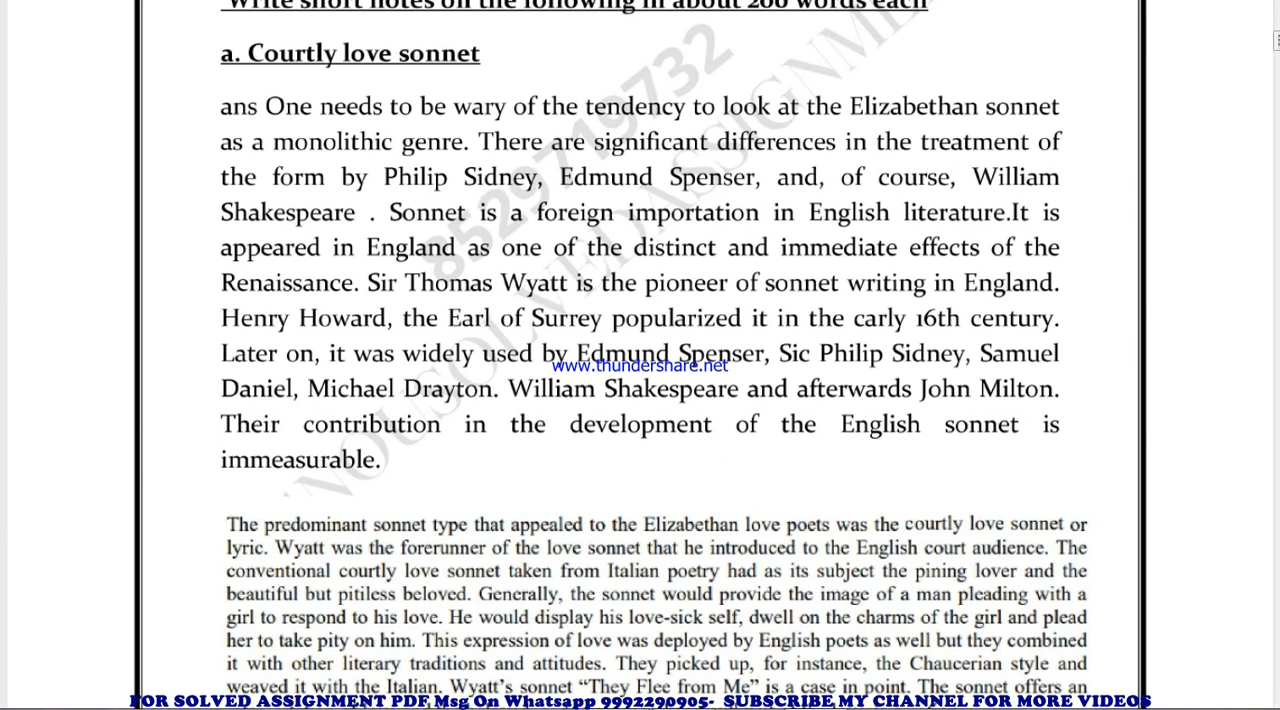 Write short notes on the following in about 200 words each
a. Courtly love sonnet
ans One needs to be wary of the tendency to look at the Elizabethan sonnet
as a monolithic genre. There are significant differences in the treatment of
the form by Philip Sidney, Edmund Spenser, and, of course, William
Shakespeare . Sonnet is a foreign importation in English literature.It is
appeared in England as one of the distinct and immediate effects of the
Renaissance. Sir Thomas Wyatt is the pioneer of sonnet writing in England.
Henry Howard, the Earl of Surrey popularized it in the carly 16th century.
Later on, it was widely used by Edmund Spenser, Sic Philip Sidney, Samuel
www.thundershare.net
Daniel, Michael Drayton. William Shakespeare and afterwards John Milton.
Their contribution in the development of the English sonnet is
immeasurable.
The predominant sonnet type that appealed to the Elizabethan love poets was the courtly love sonnet or
lyric. Wyatt was the forerunner of the love sonnet that he introduced to the English court audience. The
conventional courtly love sonnet taken from Italian poetry had as its subject the pining lover and the
beautiful but pitiless beloved. Generally, the sonnet would provide the image of a man pleading with a
girl to respond to his love. He would display his love-sick self, dwell on the charms of the girl and plead
her to take pity on him. This expression of love was deployed by English poets as well but they combined
it with other literary traditions and attitudes. They picked up, for instance, the Chaucerian style and
weaved it with the Italian. Wyatt's sonnet “They Flee from Me” is a case in point. The sonnet offers an
FOR SOLVED ASSIGNMENT PDF, Msg On Whatsapp 9992290905- SUBSCRIBE MY CHANNEL FOR MORE VIDEOS